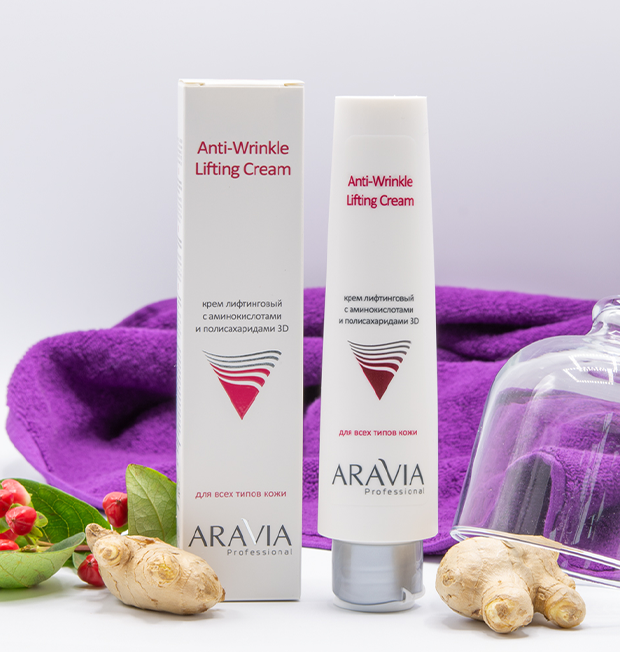 Anti-Wrinkle
Lifting Cream
крем лифтинговый
с аминокислотами
и полисахаридами 3D
для всех типов кожи
ARAVIA
Professional
Anti-Wrinkle
Lifting Cream
крем лифтинговый
с аминокислотами
и полисахаридами 3D
для всех типов кожи
ARAVIA
Professional